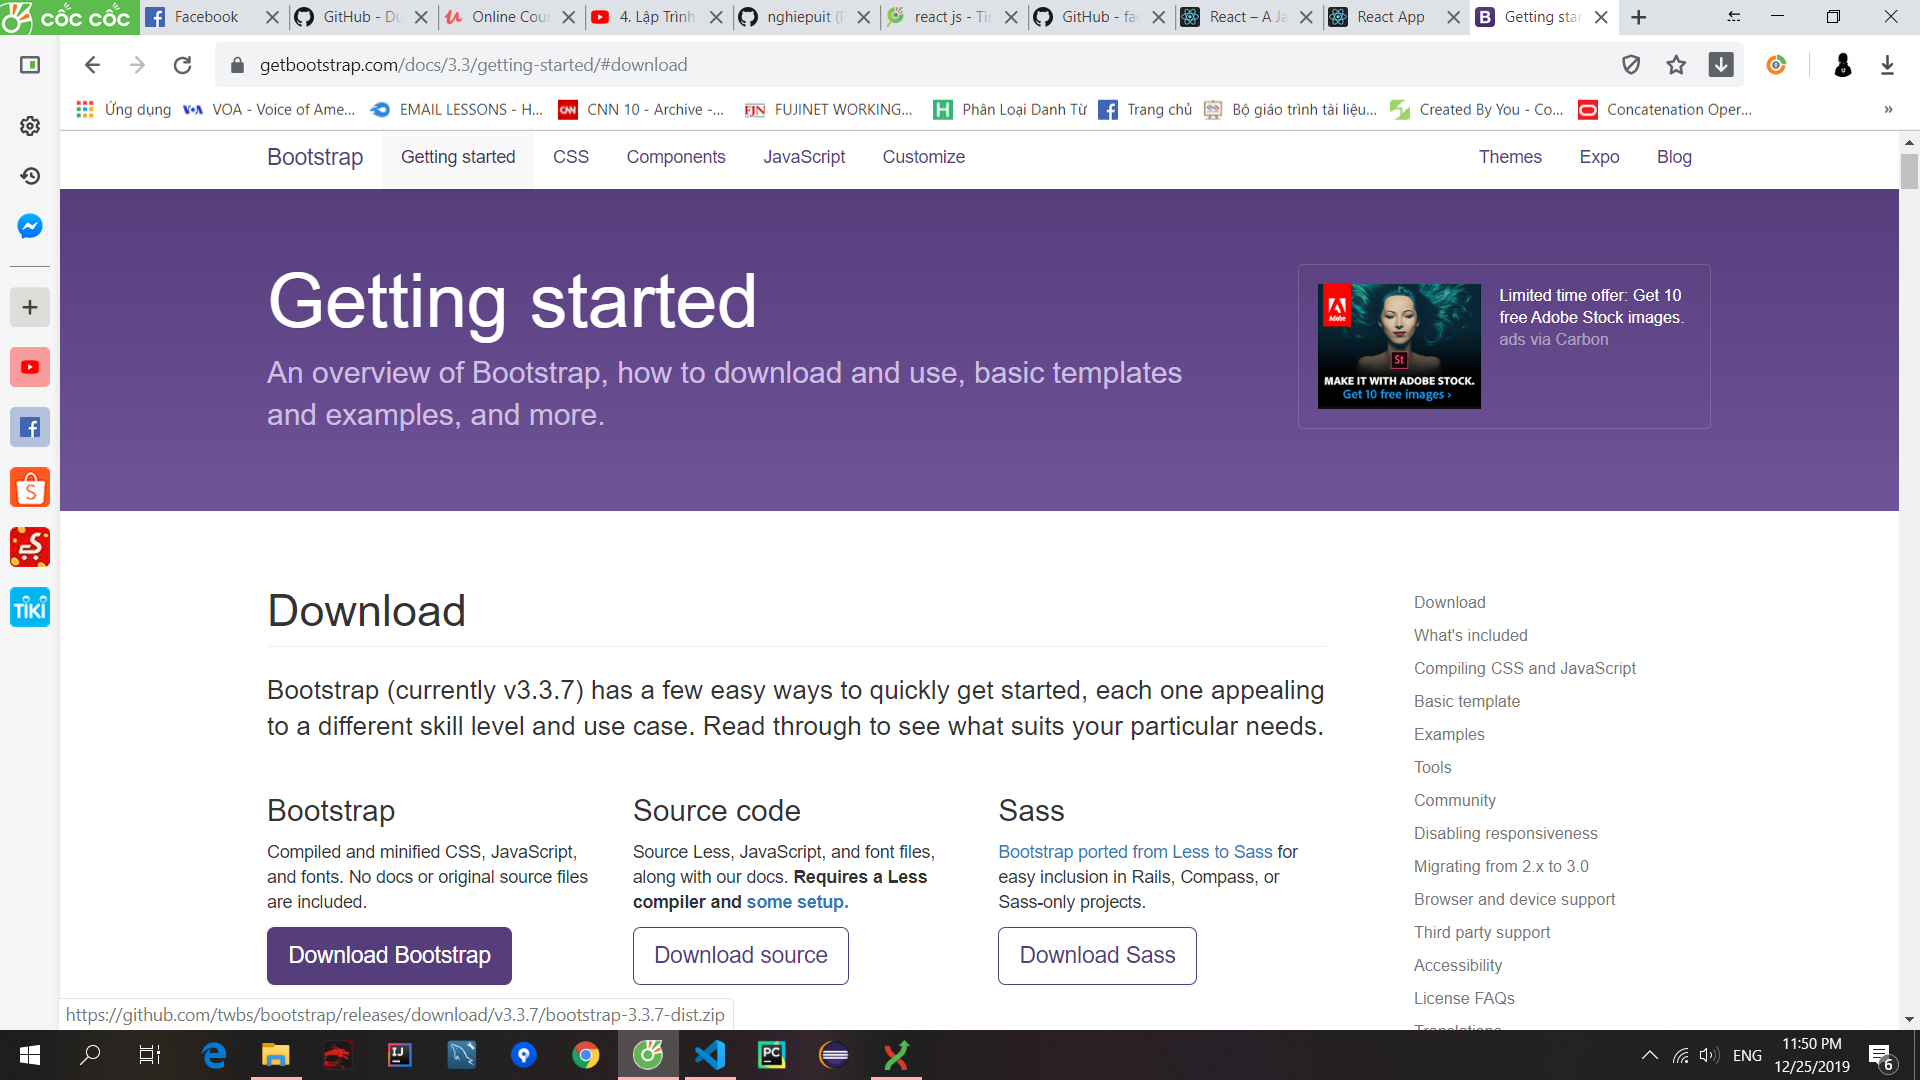 cốc cốc
Facebook
GitHub - Du
Online Cour
4. Lập Trình
nghiepuit (P
react js - Tìn
GitHub - fac
React – A Ja
React App
Getting star
getbootstrap.com/docs/3.3/getting-started/#download
Ứng dụng
VOA - Voice of Ame...
EMAIL LESSONS - H...
CNN 10 - Archive -...
FUJINET WORKING...
Phân Loại Danh Từ
Trang chủ
Bộ giáo trình tài liệu...
Created By You - Co...
Concatenation Oper...
»
Bootstrap
Getting started
CSS
Components
JavaScript
Customize
Themes
Expo
Blog
Getting started
An overview of Bootstrap, how to download and use, basic templates
and examples, and more.
Adobe
St
MAKE IT WITH ADOBE STOCK.
Get 10 free images ›
Limited time offer: Get 10
free Adobe Stock images.
ads via Carbon
TIKI
Download
Bootstrap (currently v3.3.7) has a few easy ways to quickly get started, each one appealing
to a different skill level and use case. Read through to see what suits your particular needs.
Bootstrap
Compiled and minified CSS, JavaScript,
and fonts. No docs or original source files
are included.
Download Bootstrap
Source code
Source Less, JavaScript, and font files,
along with our docs. Requires a Less
compiler and some setup.
Download source
Sass
Bootstrap ported from Less to Sass for
easy inclusion in Rails, Compass, or
Sass-only projects.
Download Sass
Download
What's included
Compiling CSS and JavaScript
Basic template
Examples
Tools
Community
Disabling responsiveness
Migrating from 2.x to 3.0
Browser and device support
Third party support
Accessibility
License FAQs
Translations
https://github.com/twbs/bootstrap/releases/download/v3.3.7/bootstrap-3.3.7-dist.zip
IJ
PC
ENG
11:50 PM
12/25/2019
6